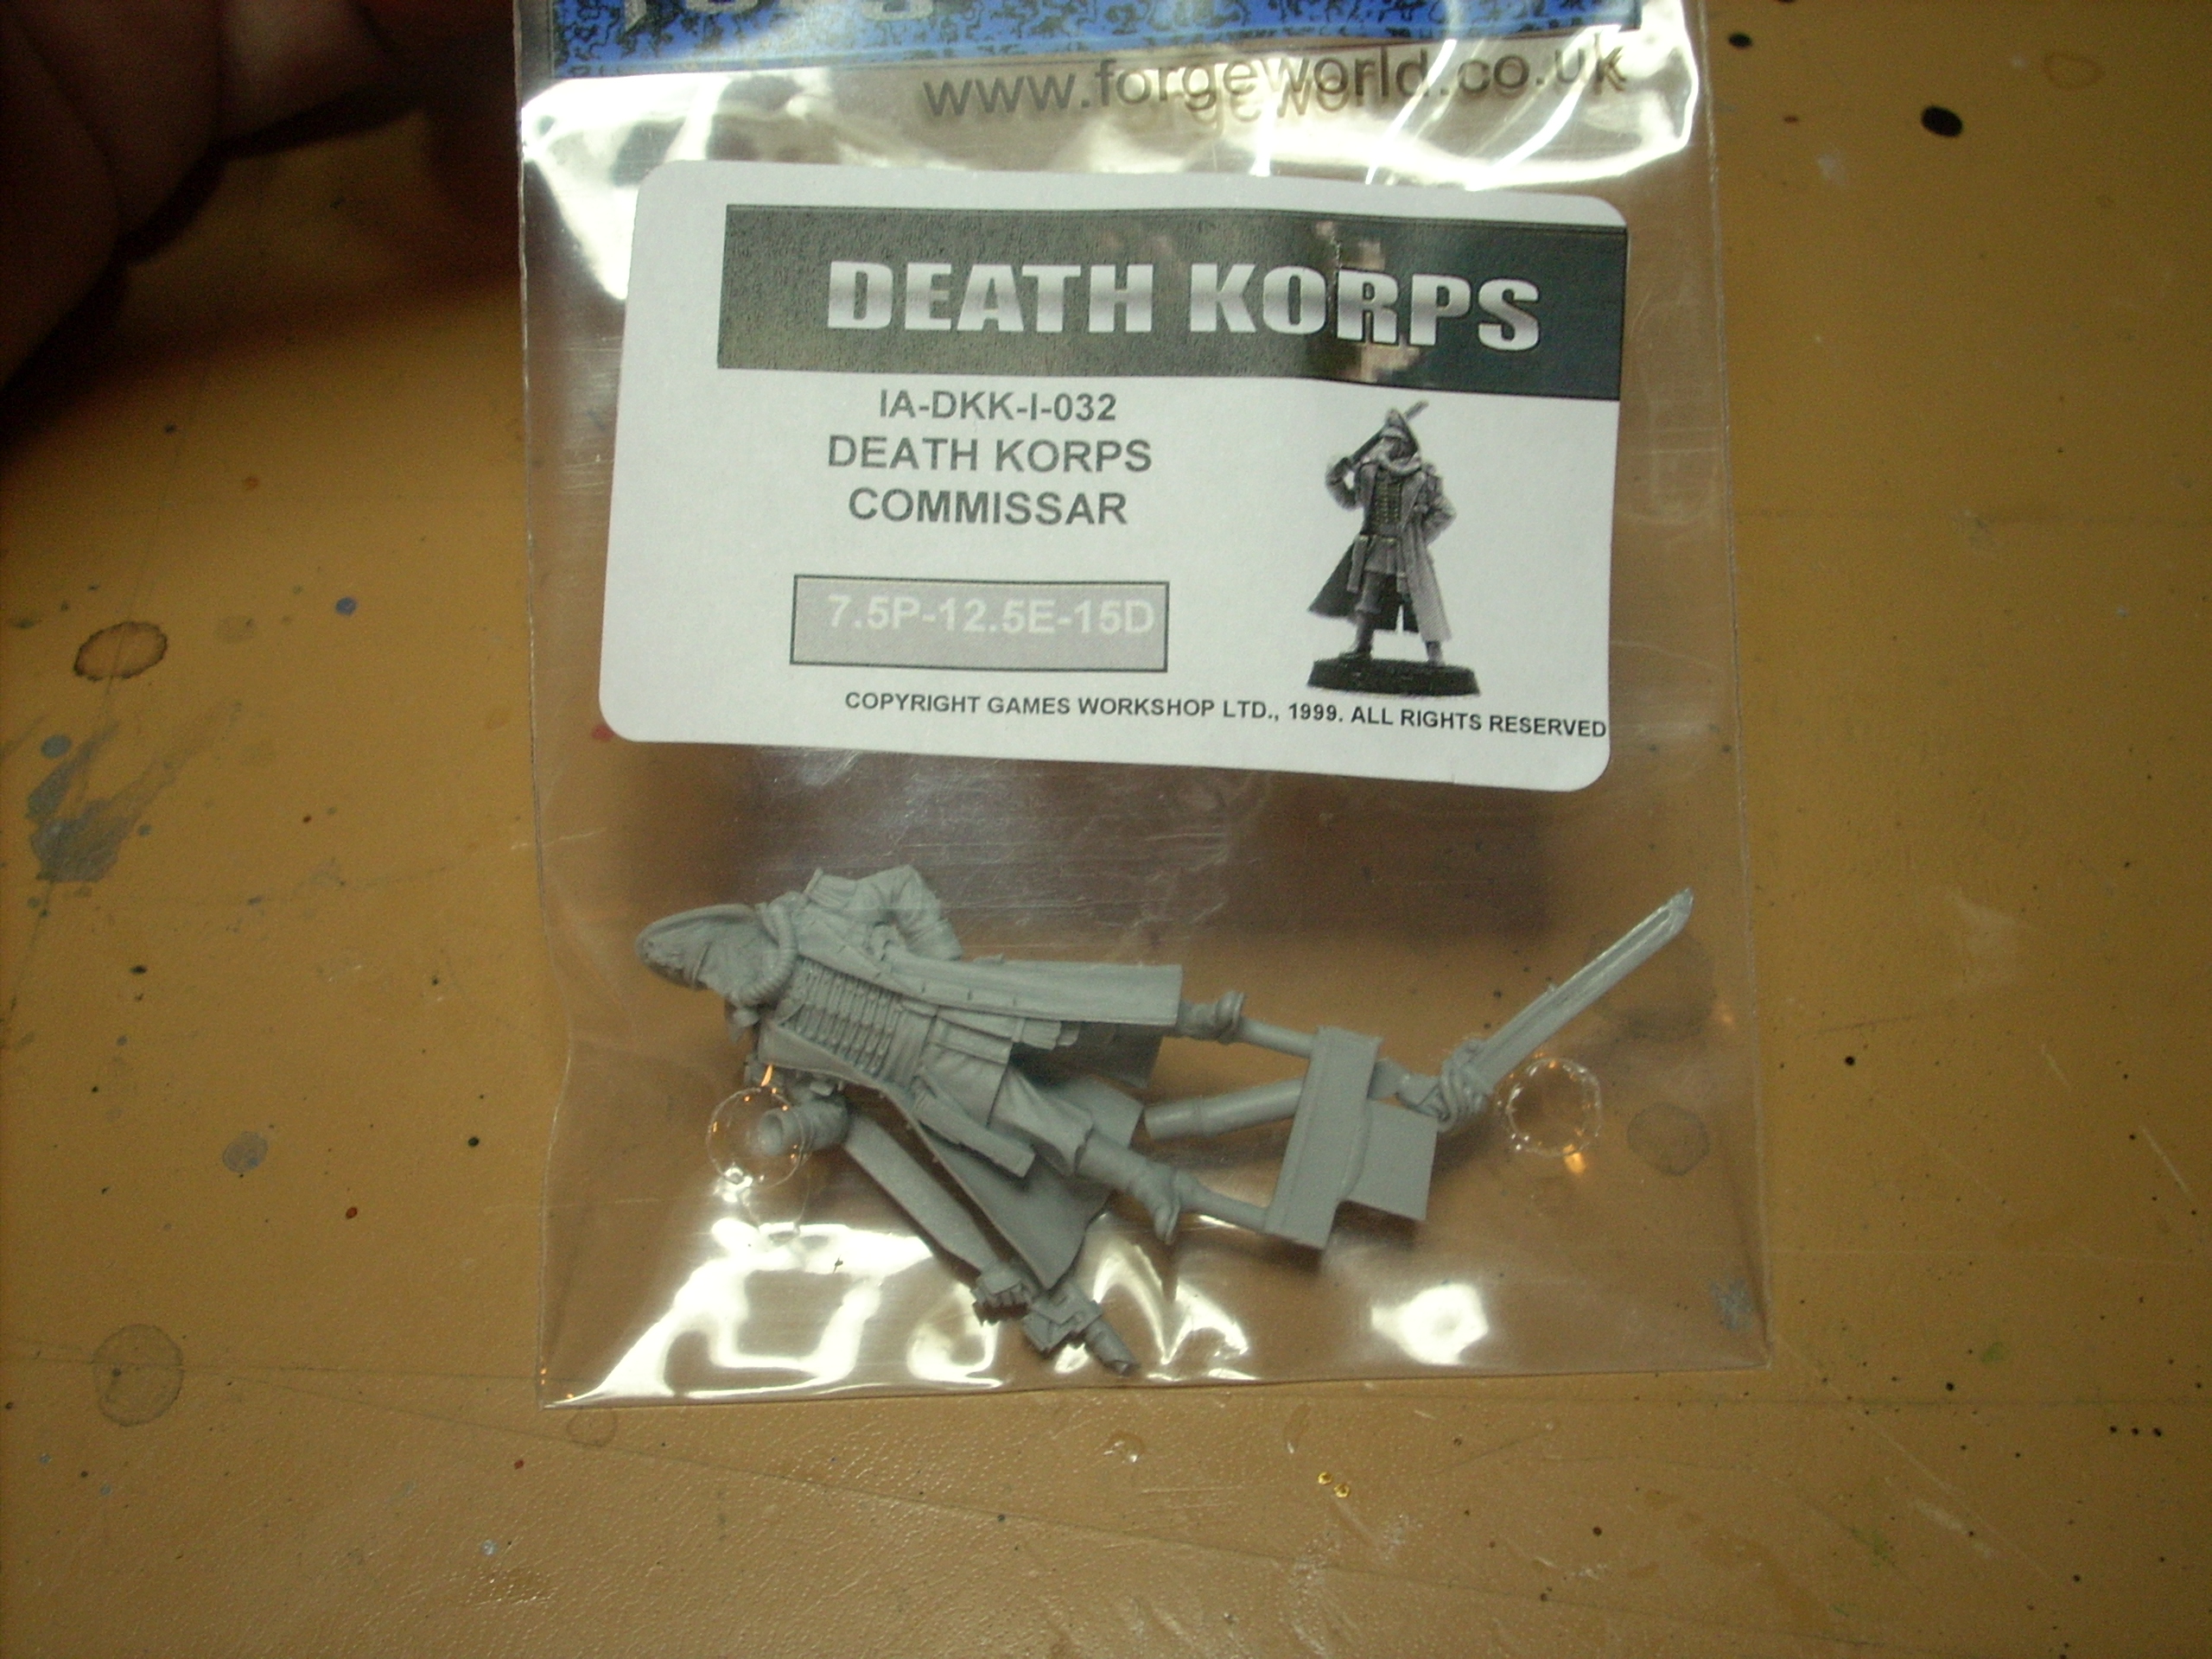 www.forgeworld.co.uk
DEATH KORPS
IA-DKK-I-032
DEATH KORPS
COMMISSAR
7.5P-12.5E-15D
COPYRIGHT GAMES WORKSHOP LTD., 1999. ALL RIGHTS RESERVED